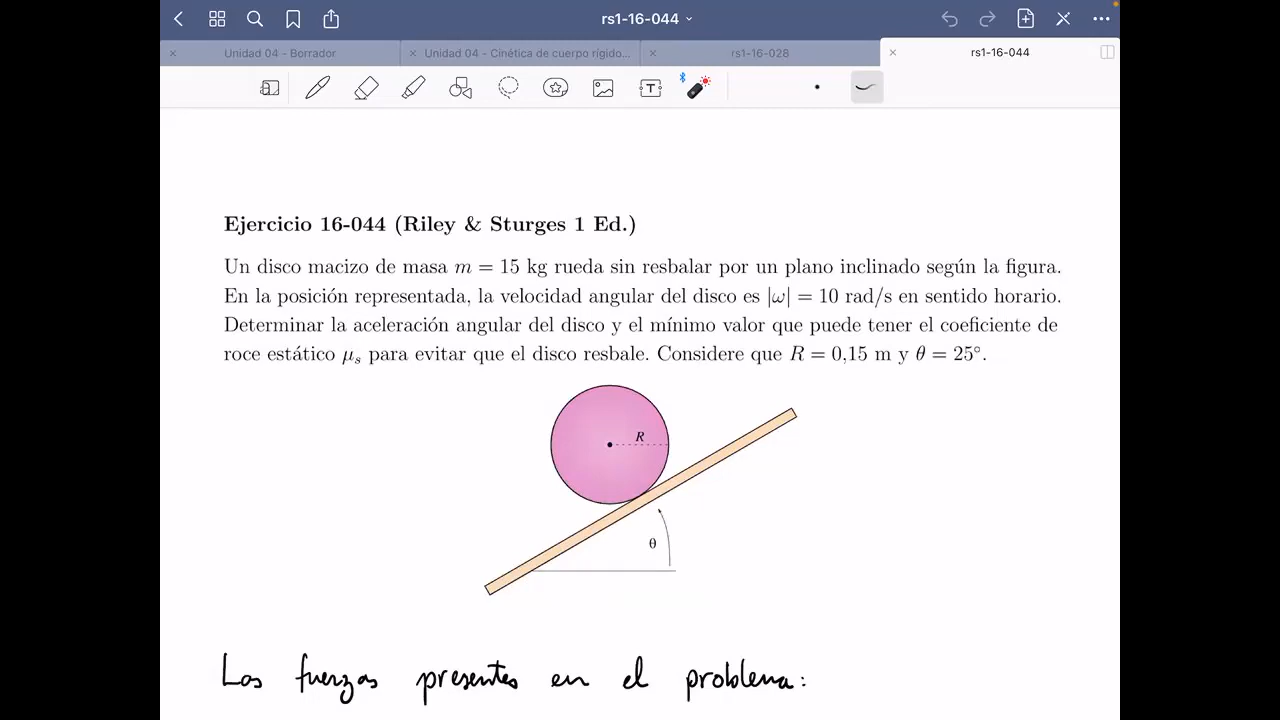 rs1-16-044
Unidad 04 - Borrador
Unidad 04 - Cinética de cuerpo rígido...
rs1-16-028
rs1-16-044
Ejercicio 16-044 (Riley & Sturges 1 Ed.)
Un disco macizo de masa m = 15 kg rueda sin resbalar por un plano inclinado según la figura.
En la posición representada, la velocidad angular del disco es |ω| = 10 rad/s en sentido horario.
Determinar la aceleración angular del disco y el mínimo valor que puede tener el coeficiente de
roce estático μₛ para evitar que el disco resbale. Considere que R = 0,15 m y θ = 25°.
R
θ
Las fuerzas presentes en el problema: